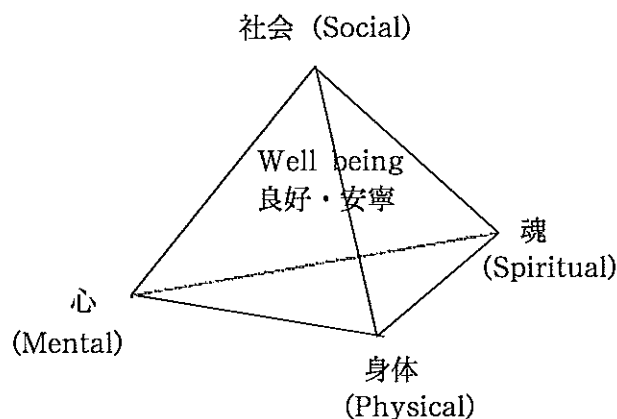 社会 (Social)
Well being
良好・安寧
魂
(Spiritual)
心
(Mental)
身体
(Physical)